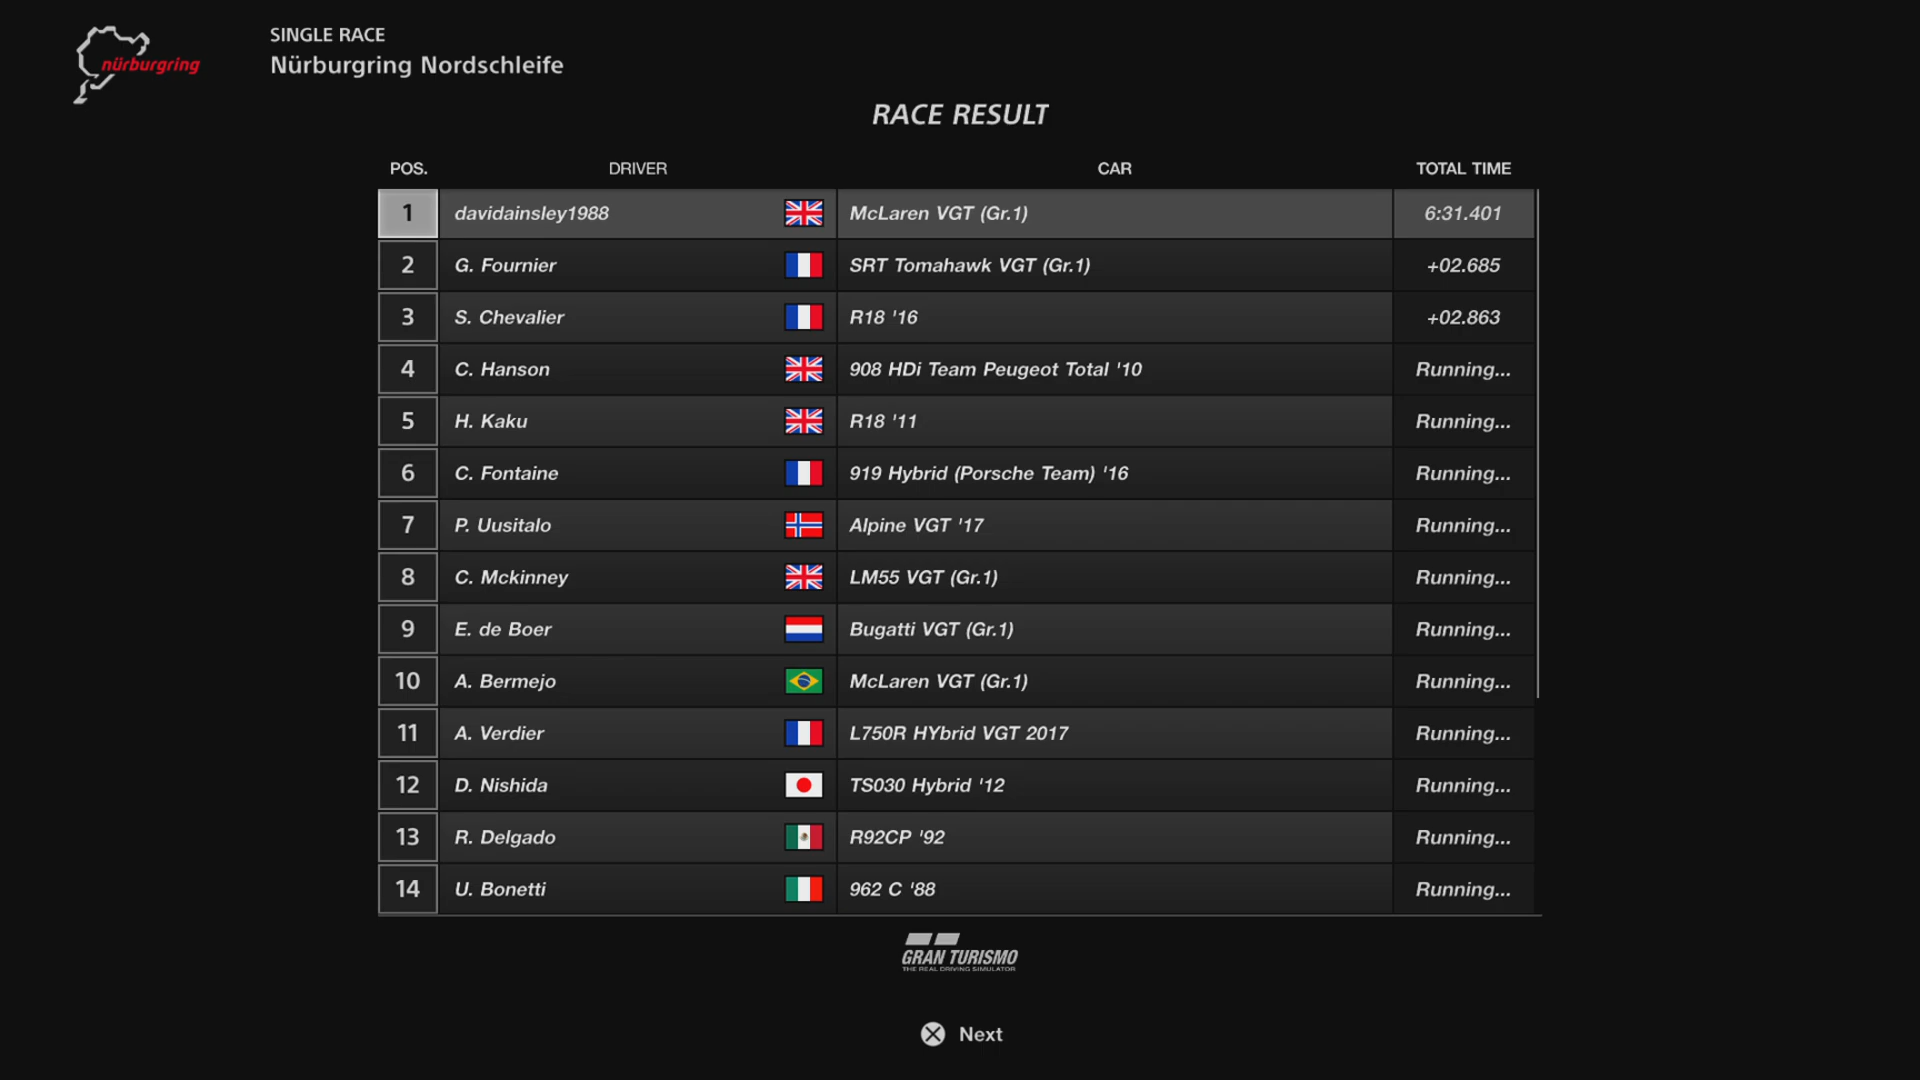 nürburgring
SINGLE RACE
Nürburgring Nordschleife
RACE RESULT
POS. DRIVER CAR TOTAL TIME
1 davidainsley1988 McLaren VGT (Gr.1) 6:31.401
2 G. Fournier SRT Tomahawk VGT (Gr.1) +02.685
3 S. Chevalier R18 '16 +02.863
4 C. Hanson 908 HDi Team Peugeot Total '10 Running...
5 H. Kaku R18 '11 Running...
6 C. Fontaine 919 Hybrid (Porsche Team) '16 Running...
7 P. Uusitalo Alpine VGT '17 Running...
8 C. Mckinney LM55 VGT (Gr.1) Running...
9 E. de Boer Bugatti VGT (Gr.1) Running...
10 A. Bermejo McLaren VGT (Gr.1) Running...
11 A. Verdier L750R HYbrid VGT 2017 Running...
12 D. Nishida TS030 Hybrid '12 Running...
13 R. Delgado R92CP '92 Running...
14 U. Bonetti 962 C '88 Running...
GRAN TURISMO
THE REAL DRIVING SIMULATOR
Next